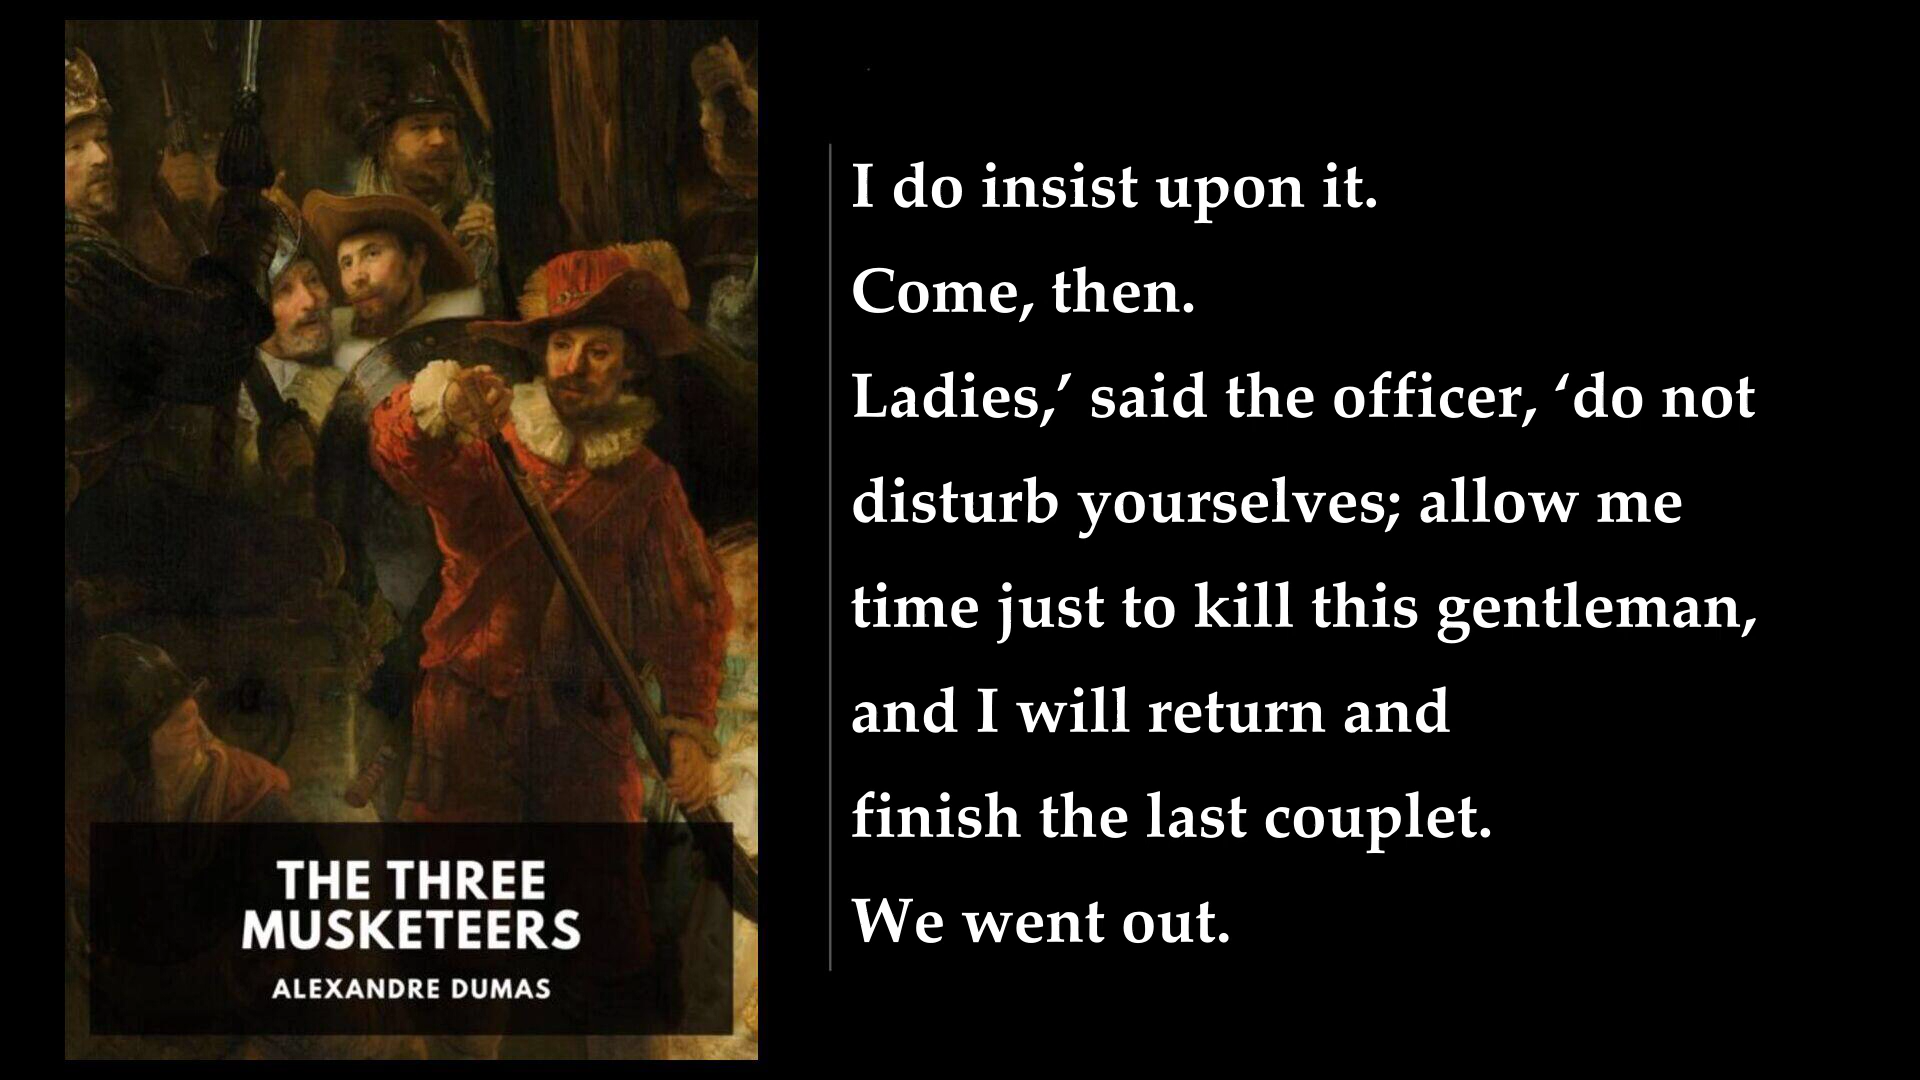 THE THREE
MUSKETEERS
ALEXANDRE DUMAS
I do insist upon it.
Come, then.
Ladies,’ said the officer, ‘do not
disturb yourselves; allow me
time just to kill this gentleman,
and I will return and
finish the last couplet.
We went out.